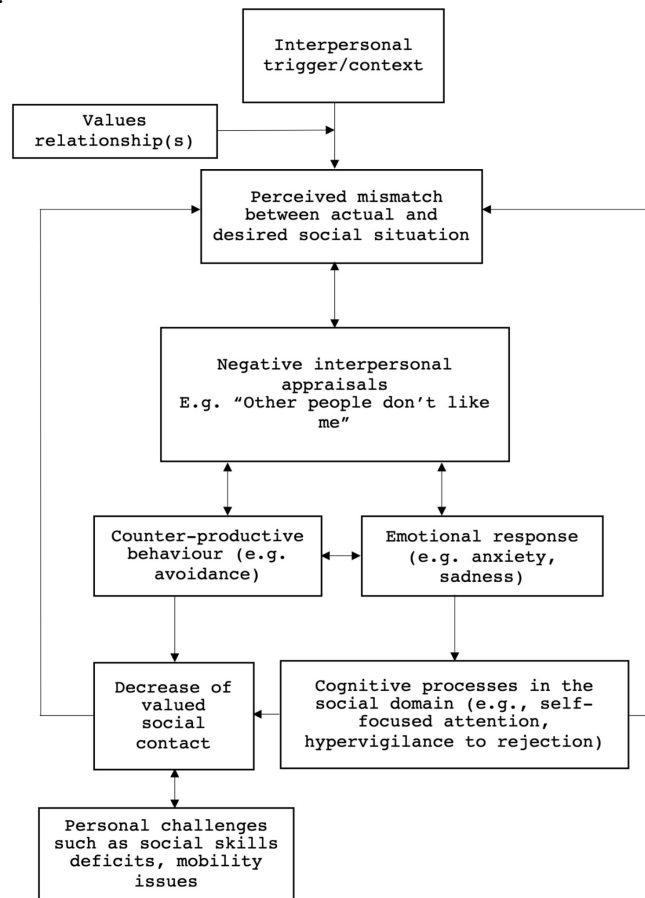 Interpersonal
trigger/context
Values
relationship(s)
Perceived mismatch
between actual and
desired social situation
Negative interpersonal
appraisals
E.g. “Other people don’t like
me”
Counter-productive
behaviour (e.g.
avoidance)
Emotional response
(e.g. anxiety,
sadness)
Decrease of
valued
social
contact
Cognitive processes in the
social domain (e.g., self-
focused attention,
hypervigilance to rejection)
Personal challenges
such as social skills
deficits, mobility
issues